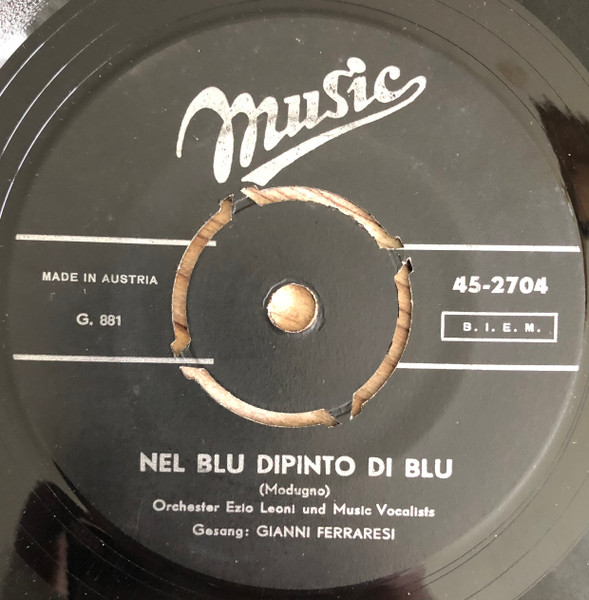 Music
MADE IN AUSTRIA
G. 881
45-2704
B. I. E. M.
NEL BLU DIPINTO DI BLU
(Modugno)
Orchester Ezio Leoni und Music Vocalists
Gesang: GIANNI FERRARESI